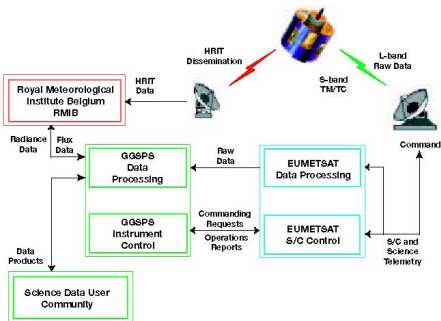 HRIT
Dissemination
L-band
Raw Data
S-band
TM/TC
HRIT
Data
Royal Meteorological
Institute Belgium
RMIB
Command
Radiance
Data
Flux
Data
GGSPS
Data
Processing
Raw
Data
EUMETSAT
Data Processing
GGSPS
Instrument
Control
Commanding
Requests
Operations
Reports
EUMETSAT
S/C Control
S/C and
Science
Telemetry
Data
Products
Science Data User
Community